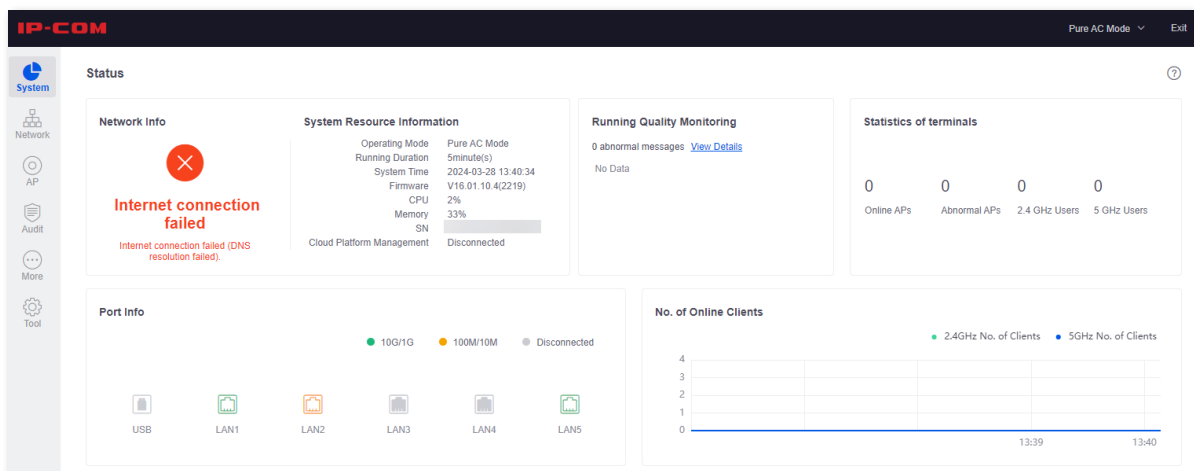 IP-COM
Pure AC Mode
Exit
System
Network
AP
Audit
More
Tool
Status
Network Info
Internet connection
failed
Internet connection failed (DNS
resolution failed).
System Resource Information
Operating Mode Pure AC Mode
Running Duration 5minute(s)
System Time 2024-03-28 13:40:34
Firmware V16.01.10.4(2219)
CPU 2%
Memory 33%
SN
Cloud Platform Management Disconnected
Running Quality Monitoring
0 abnormal messages View Details
No Data
Statistics of terminals
0 0 0 0
Online APs Abnormal APs 2.4 GHz Users 5 GHz Users
Port Info
10G/1G 100M/10M Disconnected
USB LAN1 LAN2 LAN3 LAN4 LAN5
No. of Online Clients
2.4GHz No. of Clients 5GHz No. of Clients
4
3
2
1
0
13:39 13:40